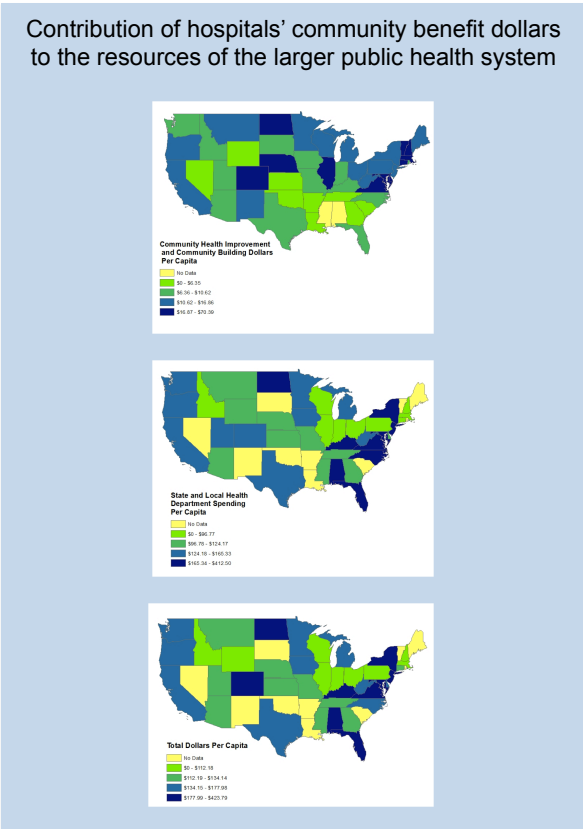 Contribution of hospitals' community benefit dollars
to the resources of the larger public health system
Community Health Improvement
and Community Building Dollars
Per Capita
No Data
$0 - $6.35
$6.36 - $10.62
$10.62 - $16.86
$16.87 - $70.39
State and Local Health
Department Spending
Per Capita
No Data
$0 - $96.77
$96.78 - $124.17
$124.18 - $165.33
$165.34 - $412.50
Total Dollars Per Capita
No Data
$0 - $112.18
$112.19 - $134.14
$134.15 - $177.98
$177.99 - $423.79